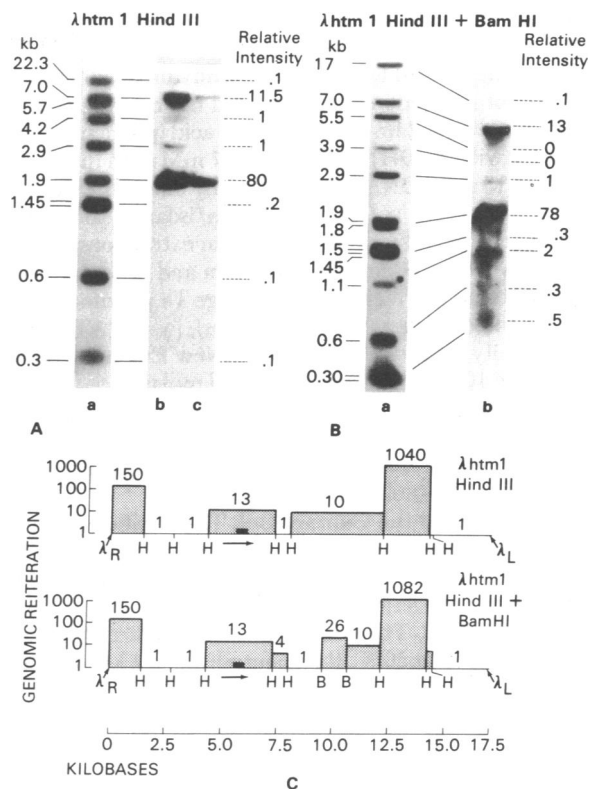 λhtm 1 Hind III
kb
Relative
Intensity
22.3
7.0
5.7
4.2
2.9
1.9
1.45
0.6
0.3
.1
11.5
1
1
80
.2
.1
.1
a b c
A
λhtm 1 Hind III + Bam HI
kb
Relative
Intensity
17
7.0
5.5
3.9
2.9
1.9
1.8
1.5
1.45
1.1
0.6
0.30
.1
13
0
0
1
78
.3
2
.3
.5
a b
B
GENOMIC REITERATION
1000
100
10
1
150 1 1 13 1 10 1040 1
λhtm1
Hind III
λR H H H H H H H H λL
1000
100
10
1
150 1 1 13 4 1 26 10 1082 1
λhtm1
Hind III +
BamHI
λR H H H H H B B H H H λL
0 2.5 5.0 7.5 10.0 12.5 15.0 17.5
KILOBASES
C